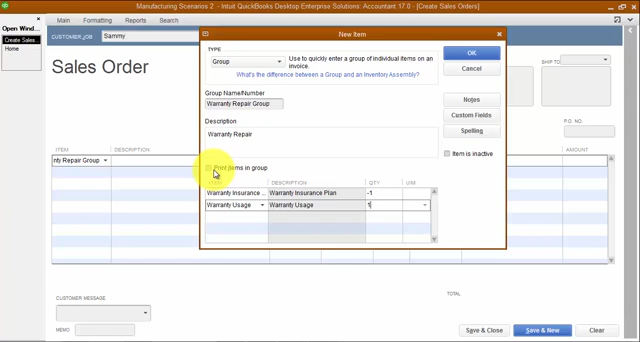 Manufacturing Scenarios 2 - Intuit QuickBooks Desktop Enterprise Solutions: Accountant 17.0 - [Create Sales Orders]
Main Formatting Reports Search
Open Wind...
Create Sales...
Home
CUSTOMER:JOB Sammy
Sales Order
SHIP TO
P.O. NO.
ITEM DESCRIPTION AMOUNT
nty Repair Group
New Item
TYPE
Group
Use to quickly enter a group of individual items on an invoice.
What's the difference between a Group and an Inventory Assembly?
Group Name/Number
Warranty Repair Group
Description
Warranty Repair
Print items in group
ITEM DESCRIPTION QTY U/M
Warranty Insurance ... Warranty Insurance Plan -1
Warranty Usage Warranty Usage 1
OK
Cancel
Notes
Custom Fields
Spelling
Item is inactive
CUSTOMER MESSAGE
TOTAL
MEMO
Save & Close Save & New Clear